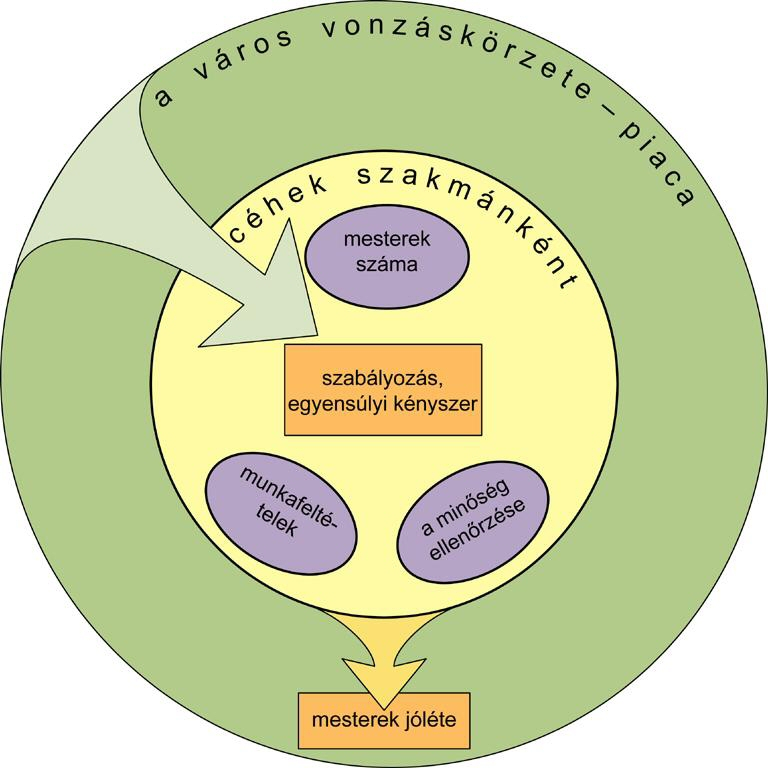 a város vonzáskörzete – piaca
céhek szakmánként
mesterek
száma
szabályozás,
egyensúlyi kényszer
munkafelté-
telek
a minőség
ellenőrzése
mesterek jóléte